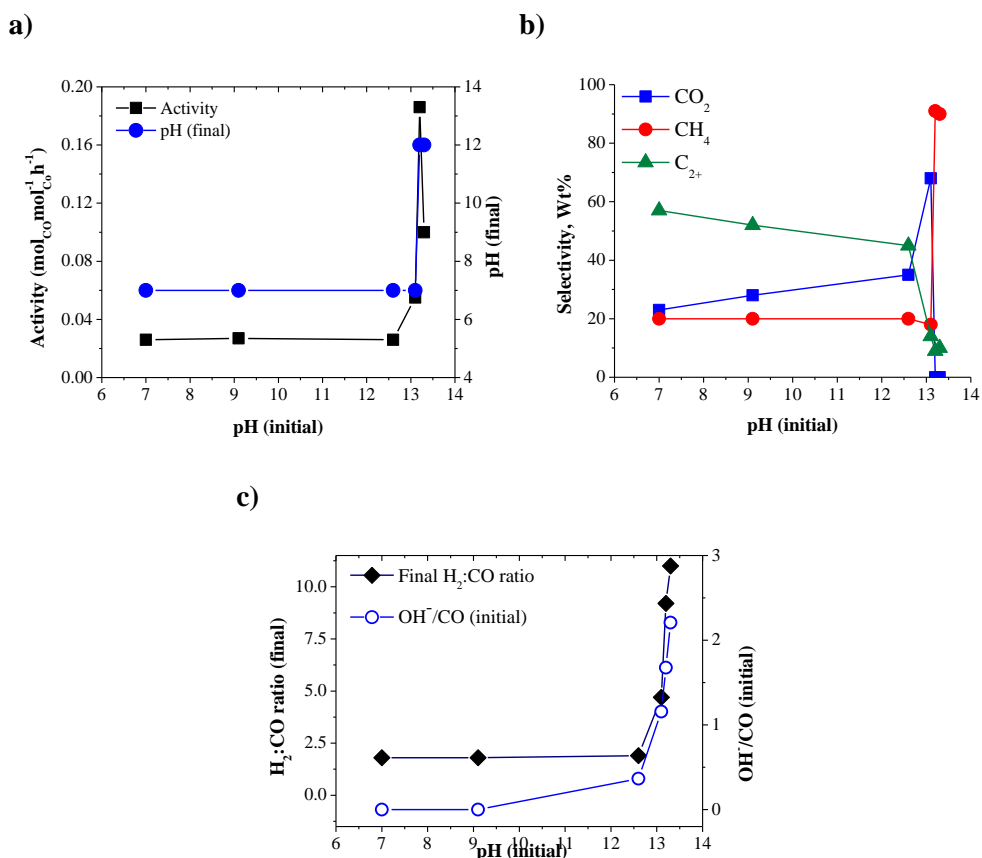 a)
0.20
0.16
0.12
0.08
0.04
0.00
Activity (mol_CO mol_Co^-1 h^-1)
Activity
pH (final)
14
12
10
8
6
4
pH (final)
6 7 8 9 10 11 12 13 14
pH (initial)
b)
100
80
60
40
20
0
Selectivity, Wt%
CO₂
CH₄
C₂₊
6 7 8 9 10 11 12 13 14
pH (initial)
c)
10.0
7.5
5.0
2.5
0.0
H₂:CO ratio (final)
Final H₂:CO ratio
OH⁻/CO (initial)
3
2
1
0
OH⁻/CO (initial)
6 7 8 9 10 11 12 13 14
pH (initial)